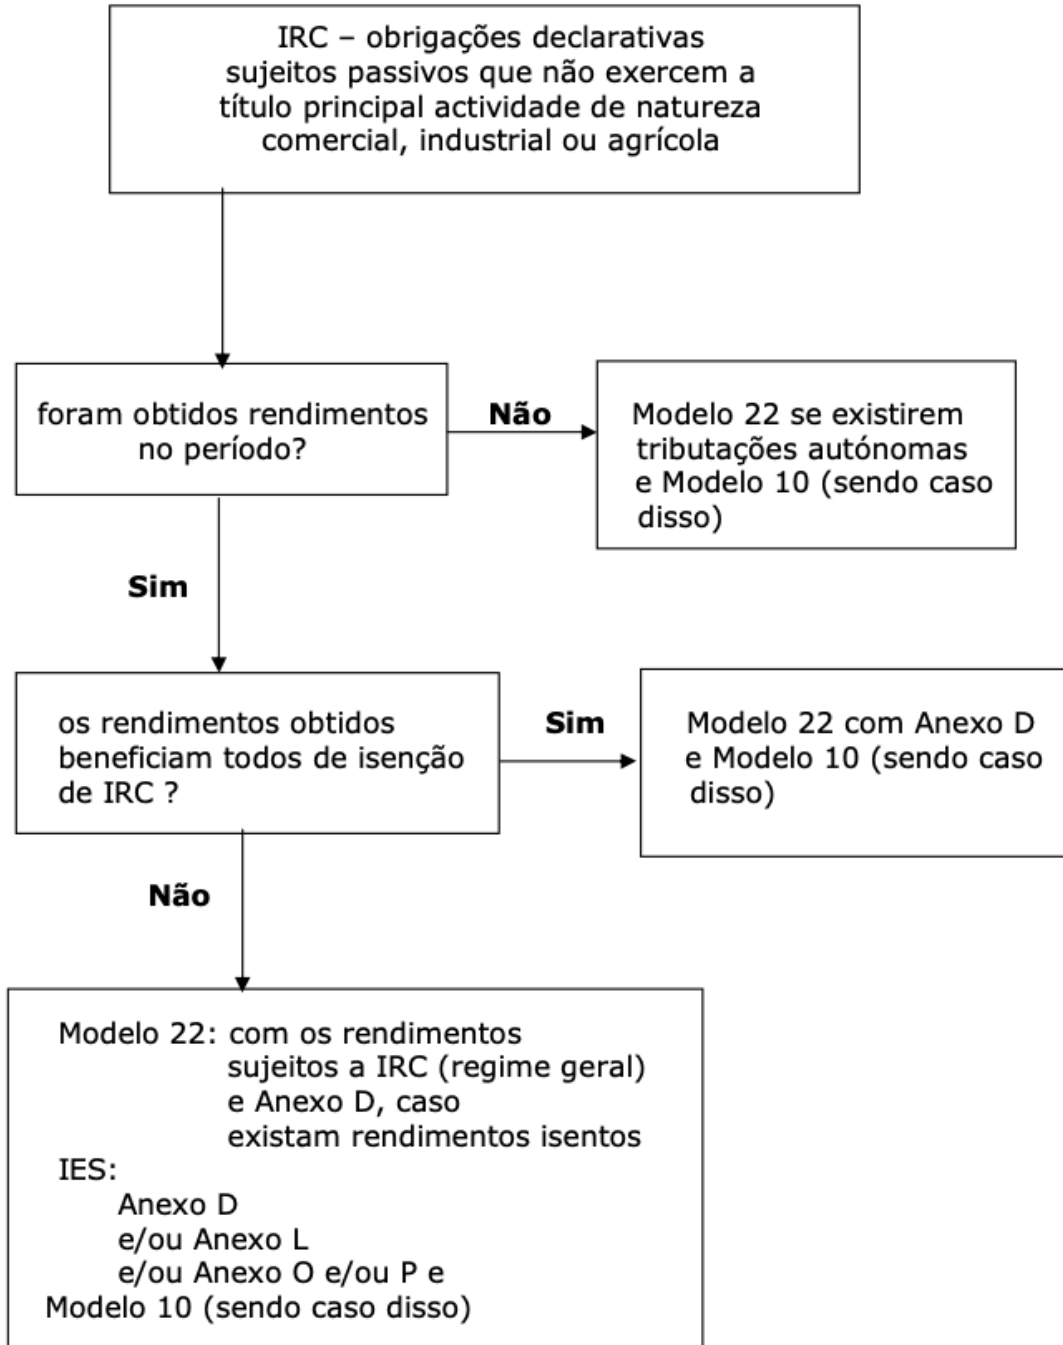 IRC – obrigações declarativas
sujeitos passivos que não exercem a
título principal actividade de natureza
comercial, industrial ou agrícola
foram obtidos rendimentos
no período?
Não
Modelo 22 se existirem
tributações autónomas
e Modelo 10 (sendo caso
disso)
Sim
os rendimentos obtidos
beneficiam todos de isenção
de IRC ?
Sim
Modelo 22 com Anexo D
e Modelo 10 (sendo caso
disso)
Não
Modelo 22: com os rendimentos
sujeitos a IRC (regime geral)
e Anexo D, caso
existam rendimentos isentos
IES:
Anexo D
e/ou Anexo L
e/ou Anexo O e/ou P e
Modelo 10 (sendo caso disso)